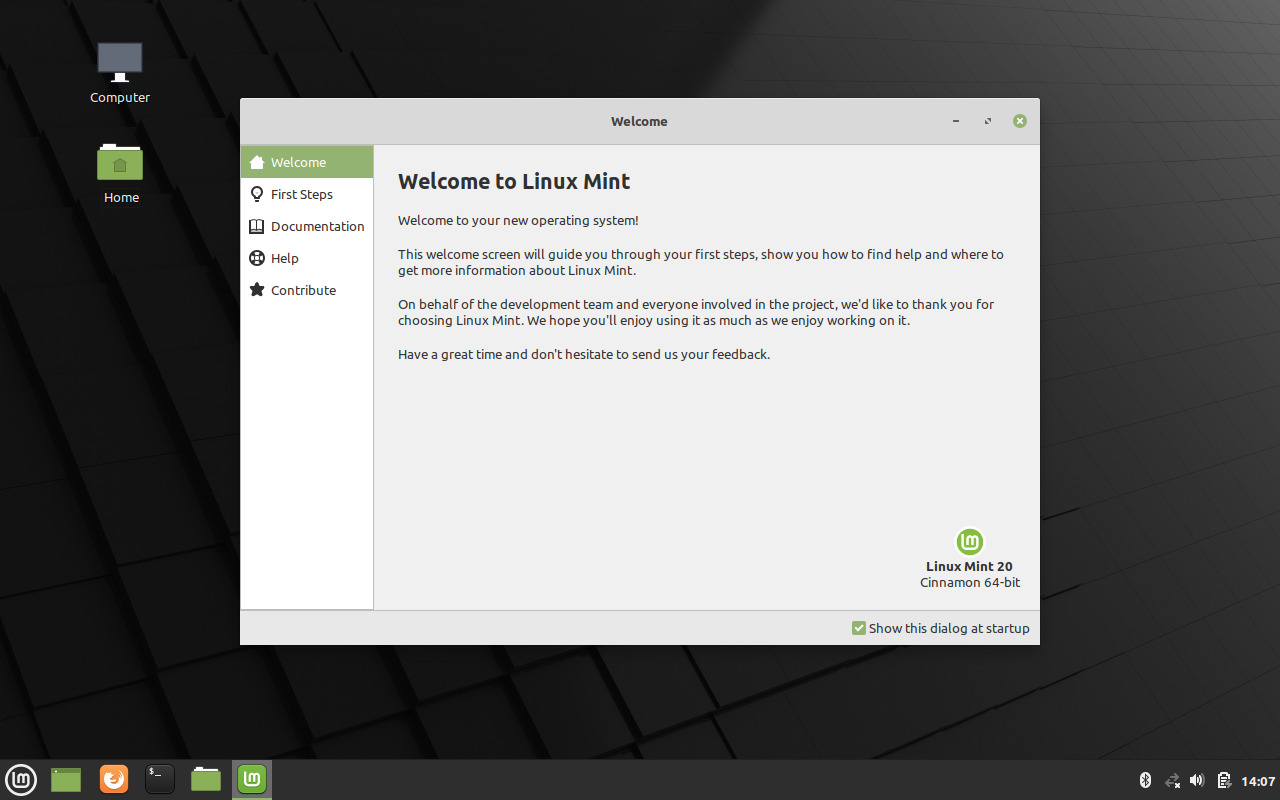 Computer
Home
Welcome
Welcome
First Steps
Documentation
Help
Contribute
Welcome to Linux Mint
Welcome to your new operating system!
This welcome screen will guide you through your first steps, show you how to find help and where to
get more information about Linux Mint.
On behalf of the development team and everyone involved in the project, we'd like to thank you for
choosing Linux Mint. We hope you'll enjoy using it as much as we enjoy working on it.
Have a great time and don't hesitate to send us your feedback.
Linux Mint 20
Cinnamon 64-bit
Show this dialog at startup
$_
14:07